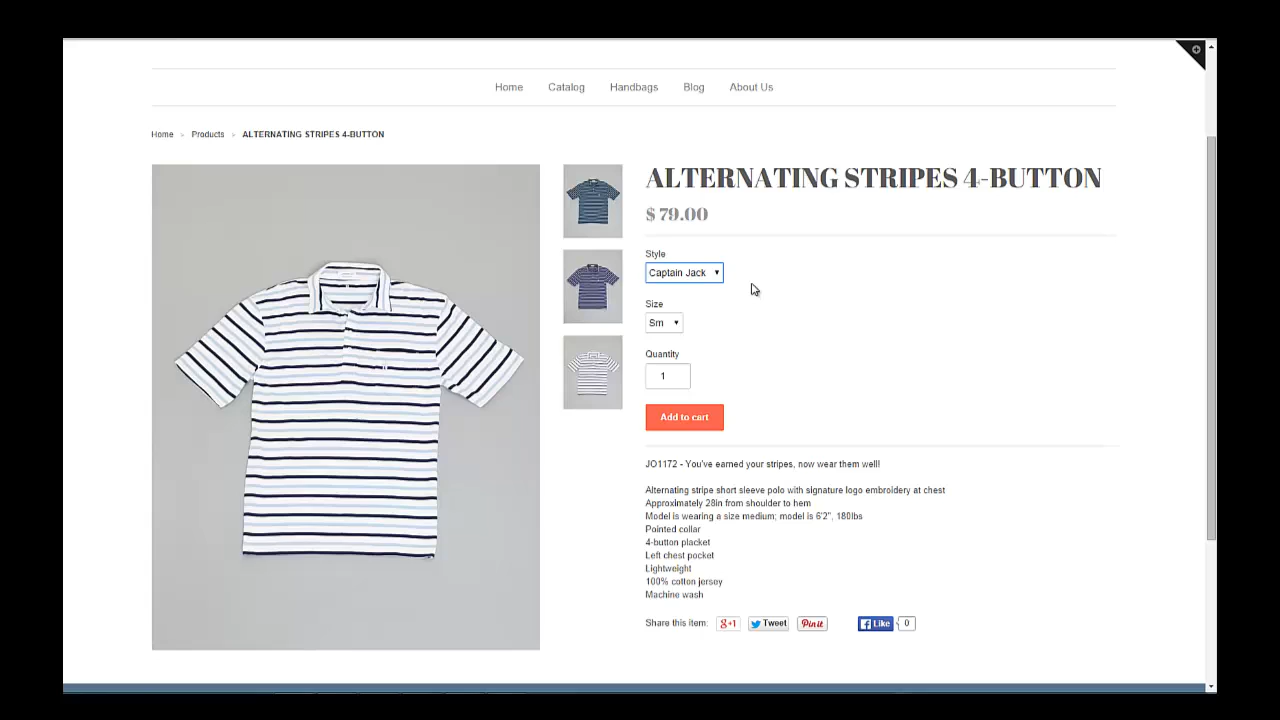 Home Catalog Handbags Blog About Us
Home » Products » ALTERNATING STRIPES 4-BUTTON
ALTERNATING STRIPES 4-BUTTON
$ 79.00
Style
Captain Jack
Size
Sm
Quantity
1
Add to cart
JO1172 - You've earned your stripes, now wear them well!
Alternating stripe short sleeve polo with signature logo embroidery at chest
Approximately 28in from shoulder to hem
Model is wearing a size medium; model is 6'2", 180lbs
Pointed collar
4-button placket
Left chest pocket
Lightweight
100% cotton jersey
Machine wash
Share this item: g+1 Tweet Pin it Like 0